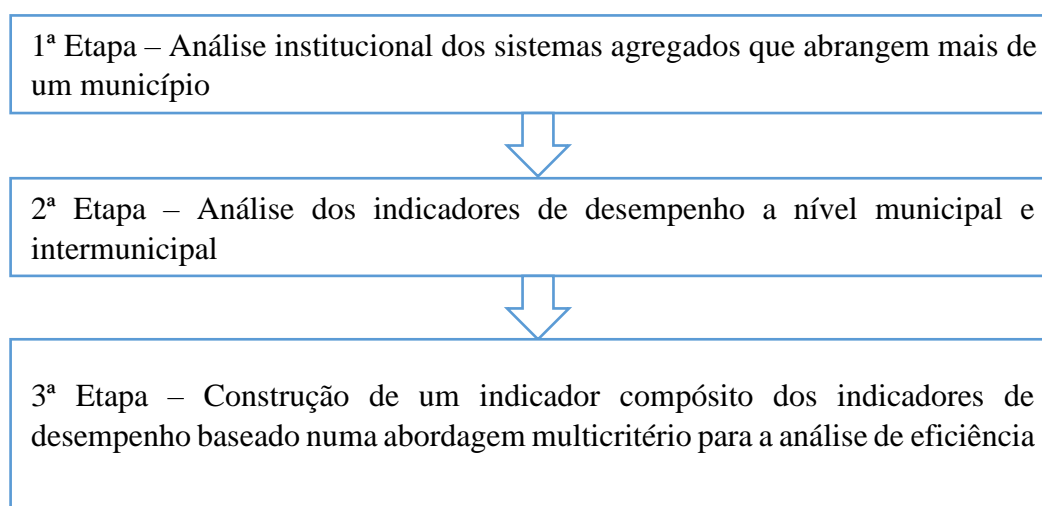 1ª Etapa – Análise institucional dos sistemas agregados que abrangem mais de
um município
2ª Etapa – Análise dos indicadores de desempenho a nível municipal e
intermunicipal
3ª Etapa – Construção de um indicador compósito dos indicadores de
desempenho baseado numa abordagem multicritério para a análise de eficiência